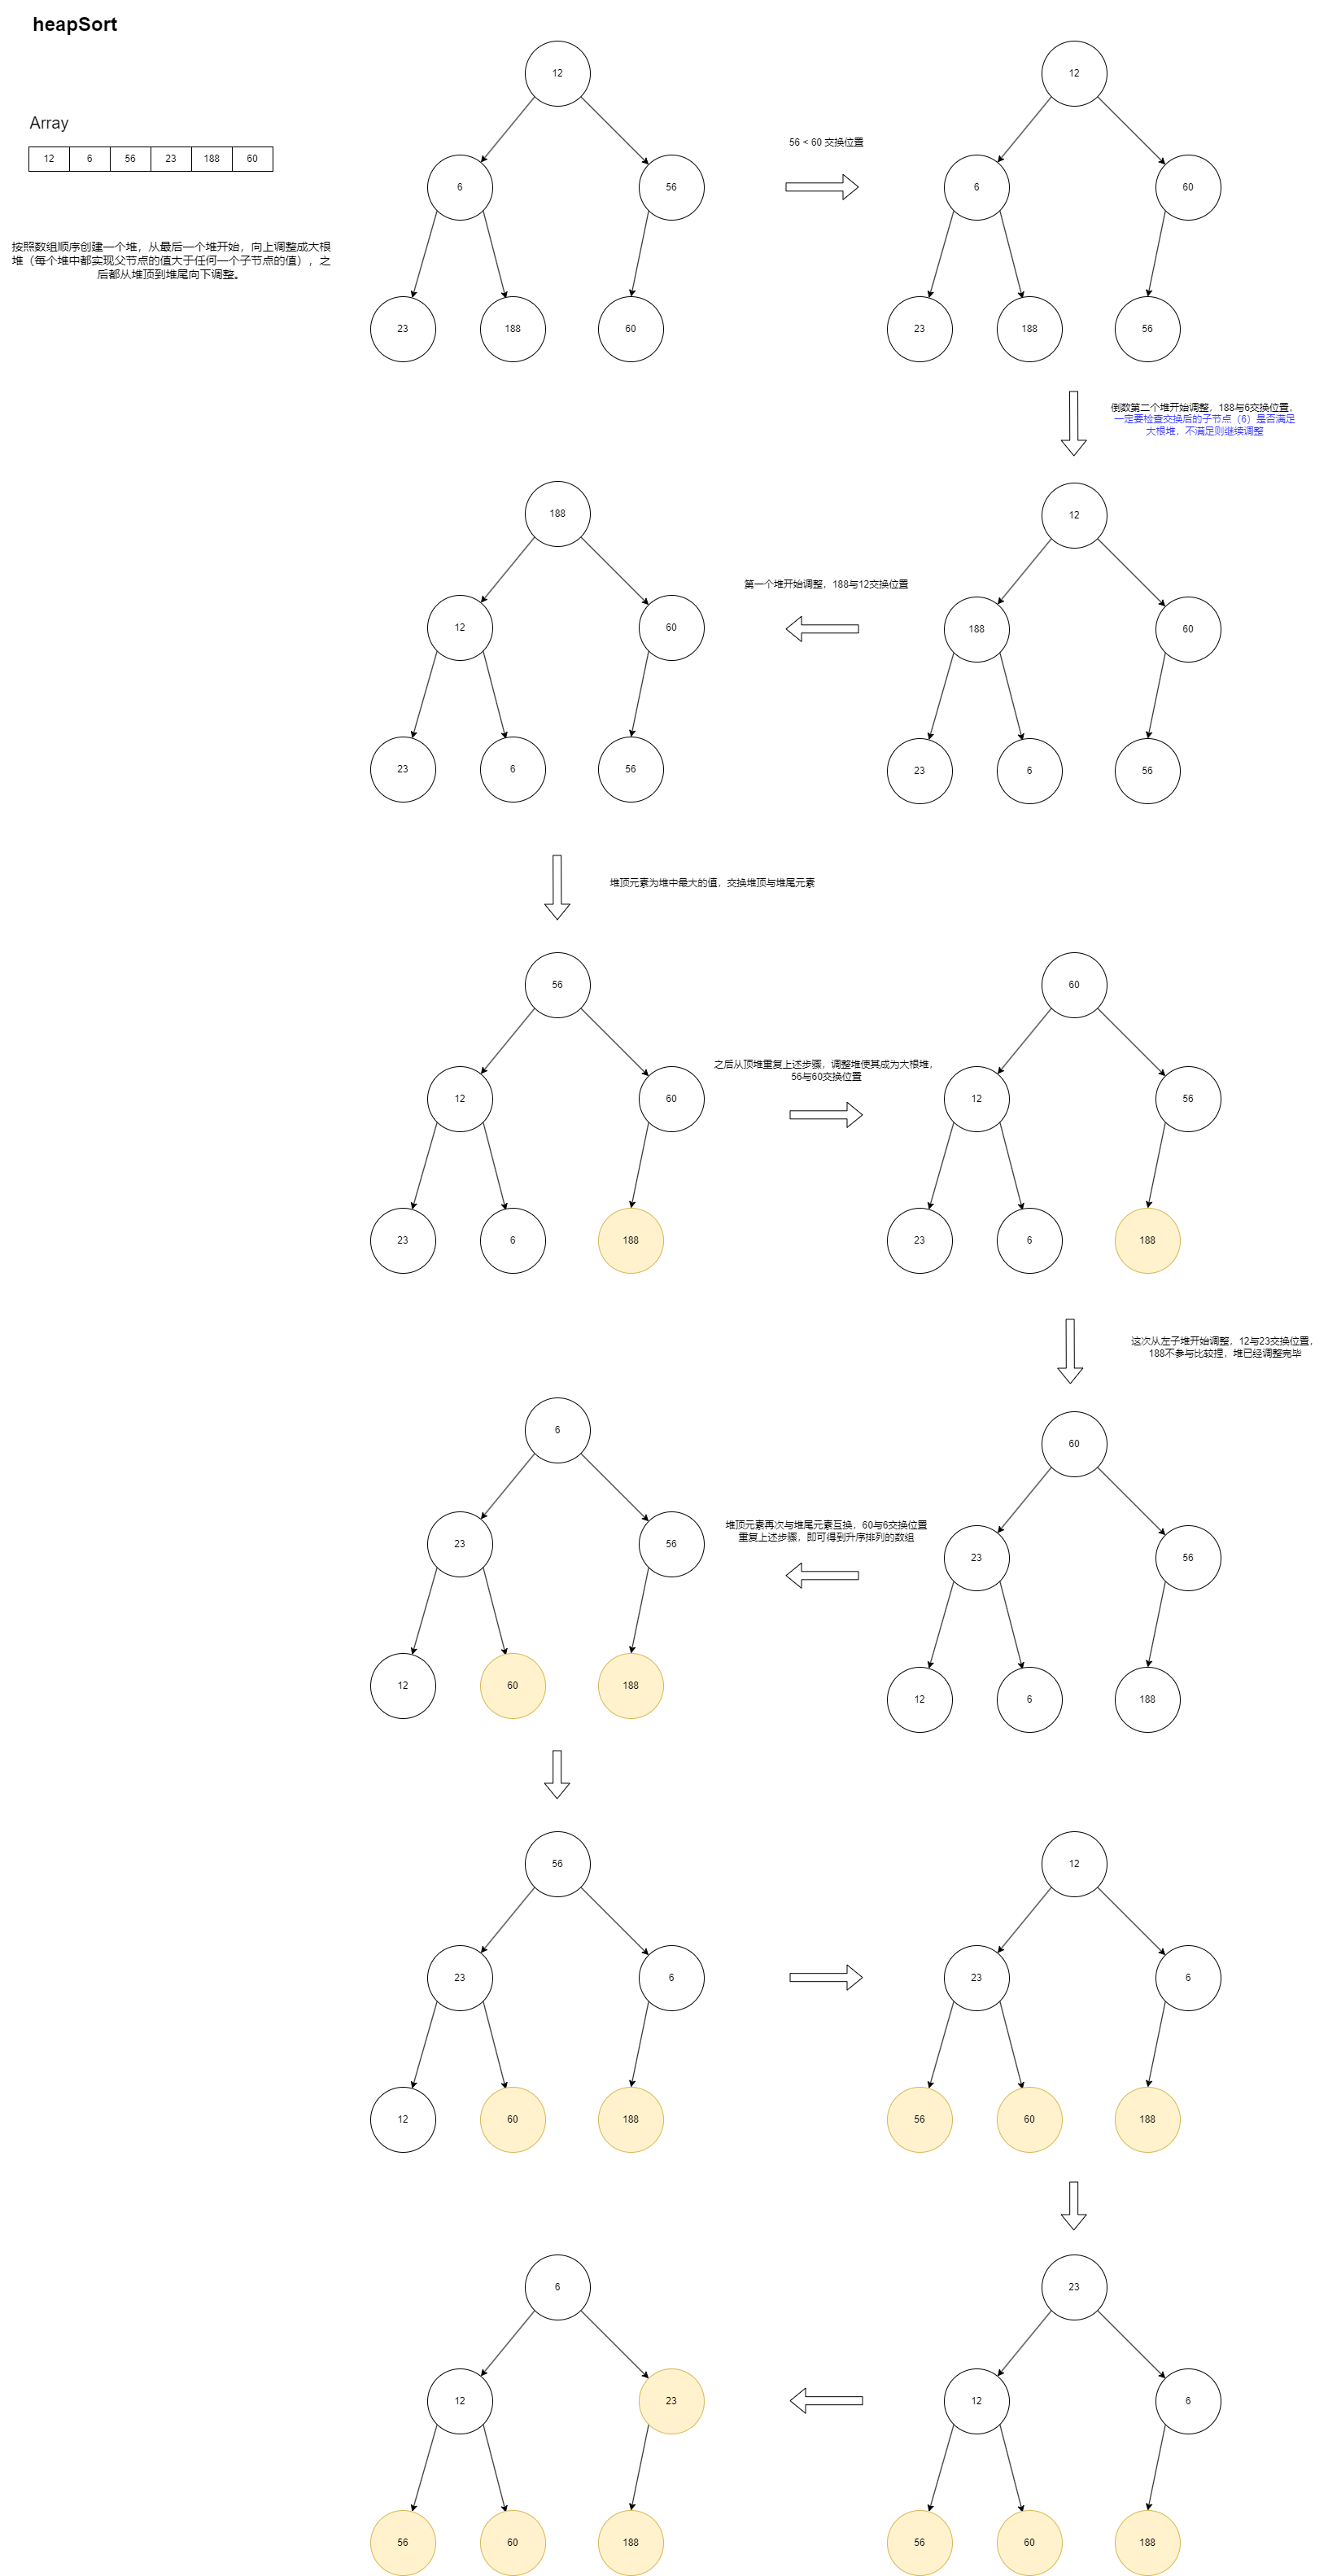 heapSort
Array
12 6 56 23 188 60
按照数组顺序创建一个堆，从最后一个堆开始，向上调整成大根
堆（每个堆中都实现父节点的值大于任何一个子节点的值），之
后都从堆顶到堆尾向下调整。
12
6 56
23 188 60
56 < 60 交换位置
12
6 60
23 188 56
倒数第二个堆开始调整，188与6交换位置，
一定要检查交换后的子节点（6）是否满足
大根堆，不满足则继续调整
12
188 60
23 6 56
第一个堆开始调整，188与12交换位置
188
12 60
23 6 56
堆顶元素为堆中最大的值，交换堆顶与堆尾元素
56
12 60
23 6 188
之后从顶堆重复上述步骤，调整堆使其成为大根堆，
56与60交换位置
60
12 56
23 6 188
这次从左子堆开始调整，12与23交换位置，
188不参与比较捏，堆已经调整完毕
60
23 56
12 6 188
堆顶元素再次与堆尾元素互换，60与6交换位置
重复上述步骤，即可得到升序排列的数组
6
23 56
12 60 188
56
23 6
12 60 188
12
23 6
56 60 188
23
12 6
56 60 188
6
12 23
56 60 188